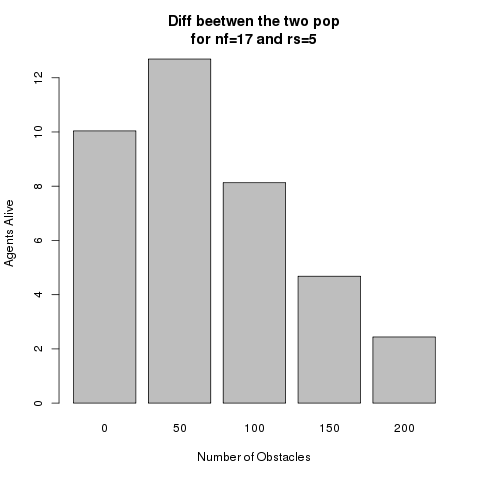 Diff beetwen the two pop
for nf=17 and rs=5
Agents Alive
12
10
8
6
4
2
0
0 50 100 150 200
Number of Obstacles